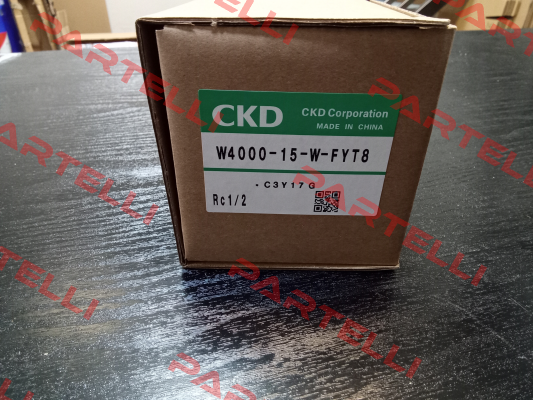 CKD
CKD Corporation
MADE IN CHINA
W4000-15-W-FYT8
・C3Y17G
Rc1/2
PARTELLI
PARTELLI
PARTELLI
PARTELLI
PARTELLI
PARTELLI
PARTELLI
PARTELLI